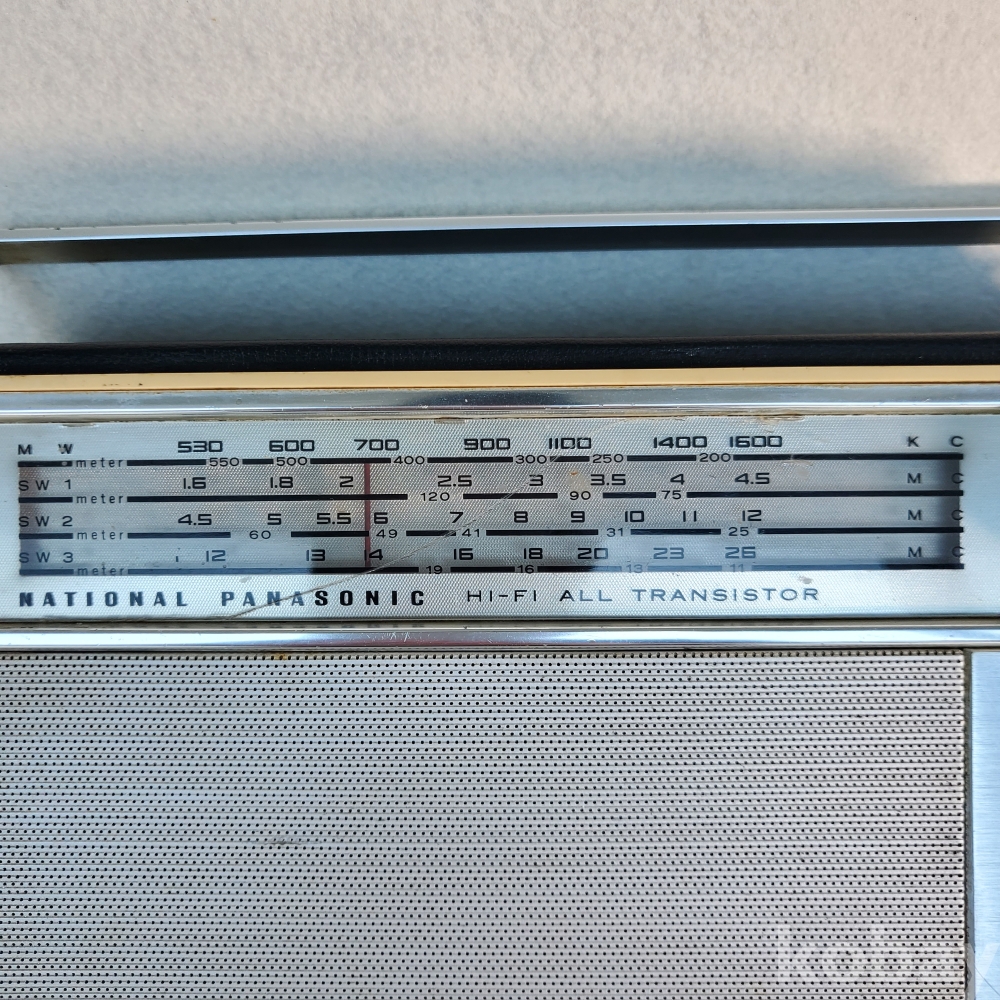 M W 530 600 700 900 1100 1400 1600 K C
meter 550 500 400 300 250 200
SW 1 1.6 1.8 2 2.5 3 3.5 4 4.5 M C
meter 120 90 75
SW 2 4.5 5 5.5 6 7 8 9 10 11 12 M C
meter 60 49 41 31 25
SW 3 12 13 14 16 18 20 23 26 M C
meter 19 16 13 11
NATIONAL PANASONIC HI-FI ALL TRANSISTOR